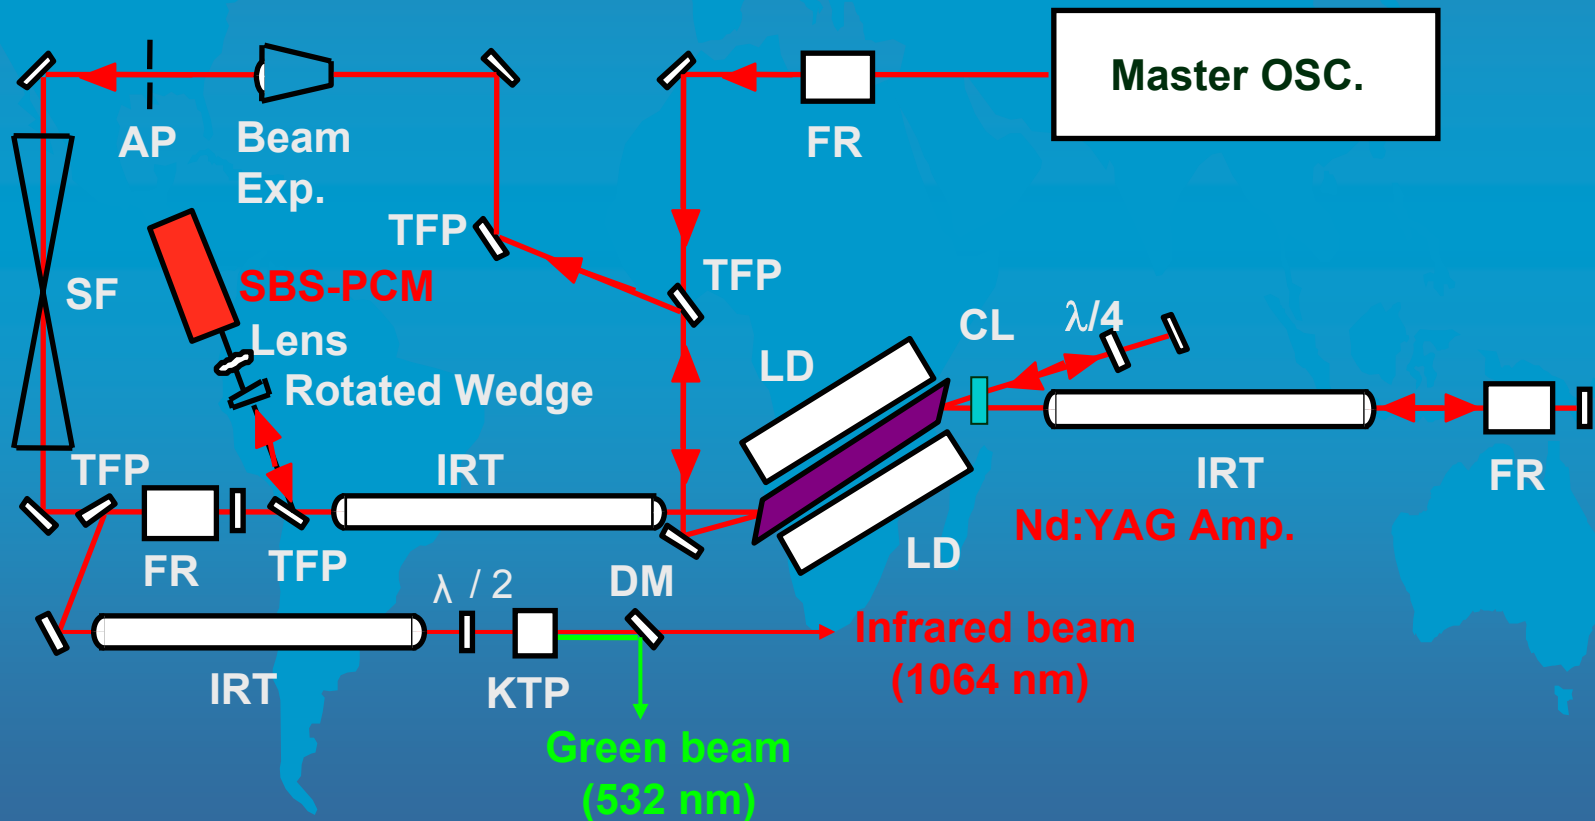 Master OSC.
AP
Beam
Exp.
FR
TFP
TFP
SF
SBS-PCM
CL
λ/4
Lens
LD
Rotated Wedge
TFP
IRT
IRT
FR
Nd:YAG Amp.
FR
TFP
LD
λ / 2
DM
IRT
KTP
Infrared beam
(1064 nm)
Green beam
(532 nm)